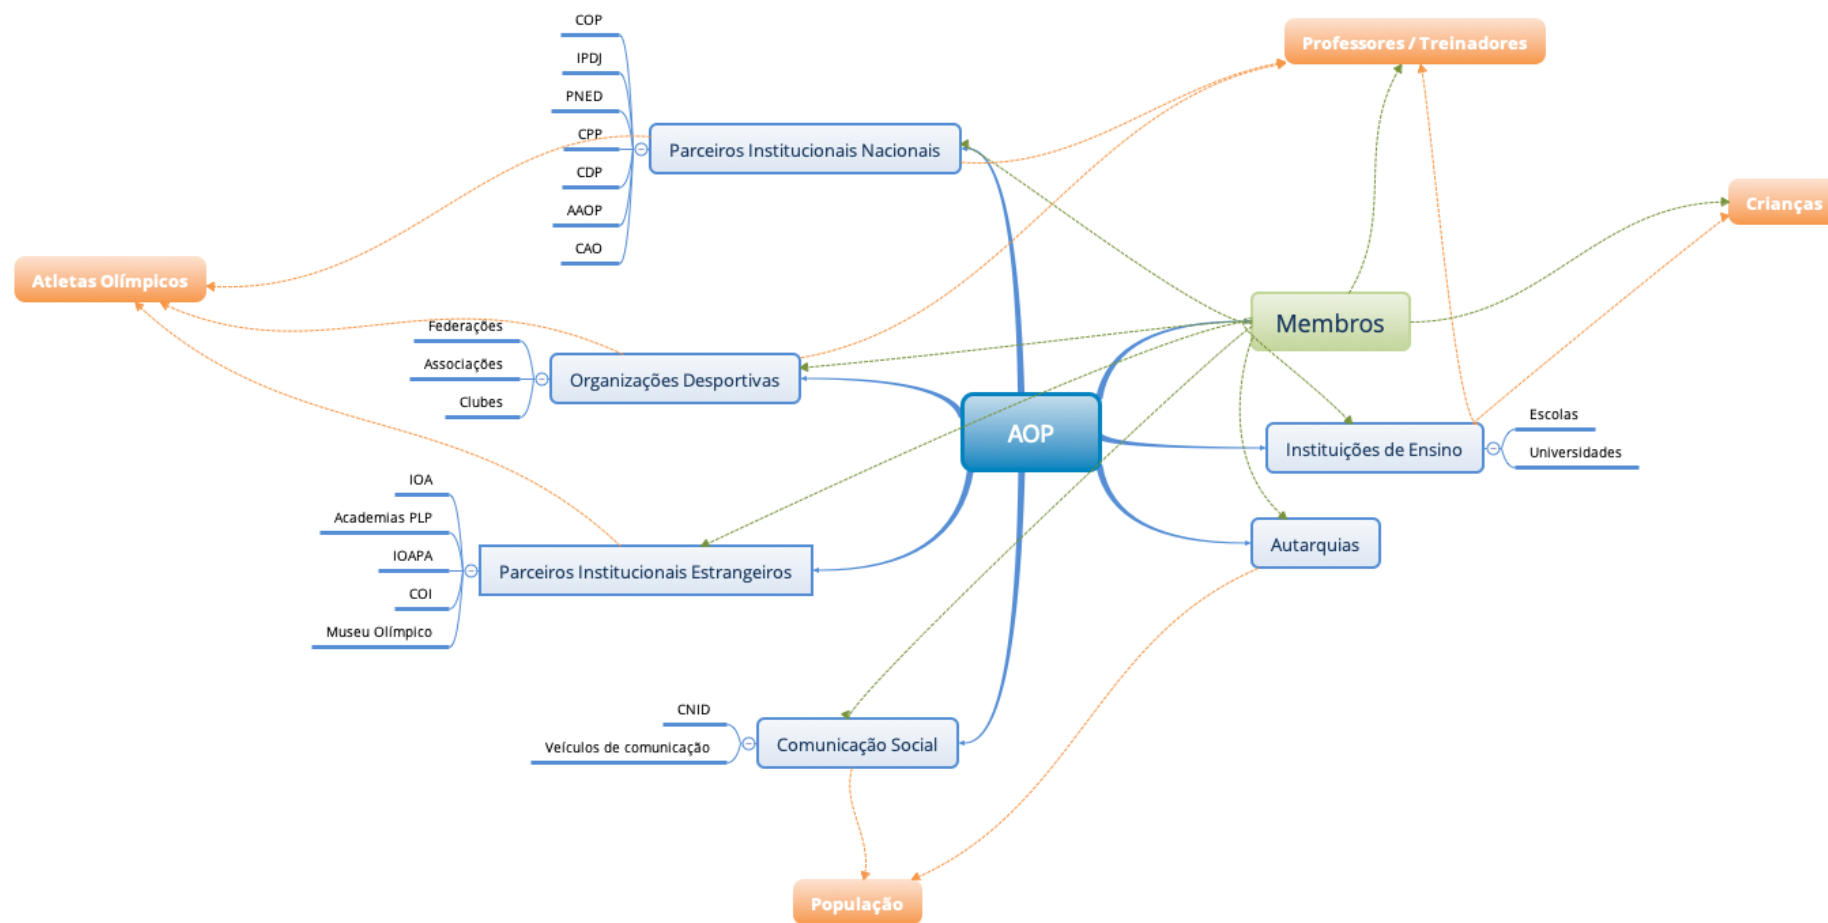 COP
IPDJ
PNED
CPP
CDP
AAOP
CAO
Parceiros Institucionais Nacionais
Professores / Treinadores
Crianças
Atletas Olímpicos
Membros
Federações
Associações
Clubes
Organizações Desportivas
AOP
Instituições de Ensino
Escolas
Universidades
Autarquias
IOA
Academias PLP
IOAPA
COI
Museu Olímpico
Parceiros Institucionais Estrangeiros
CNID
Veículos de comunicação
Comunicação Social
População